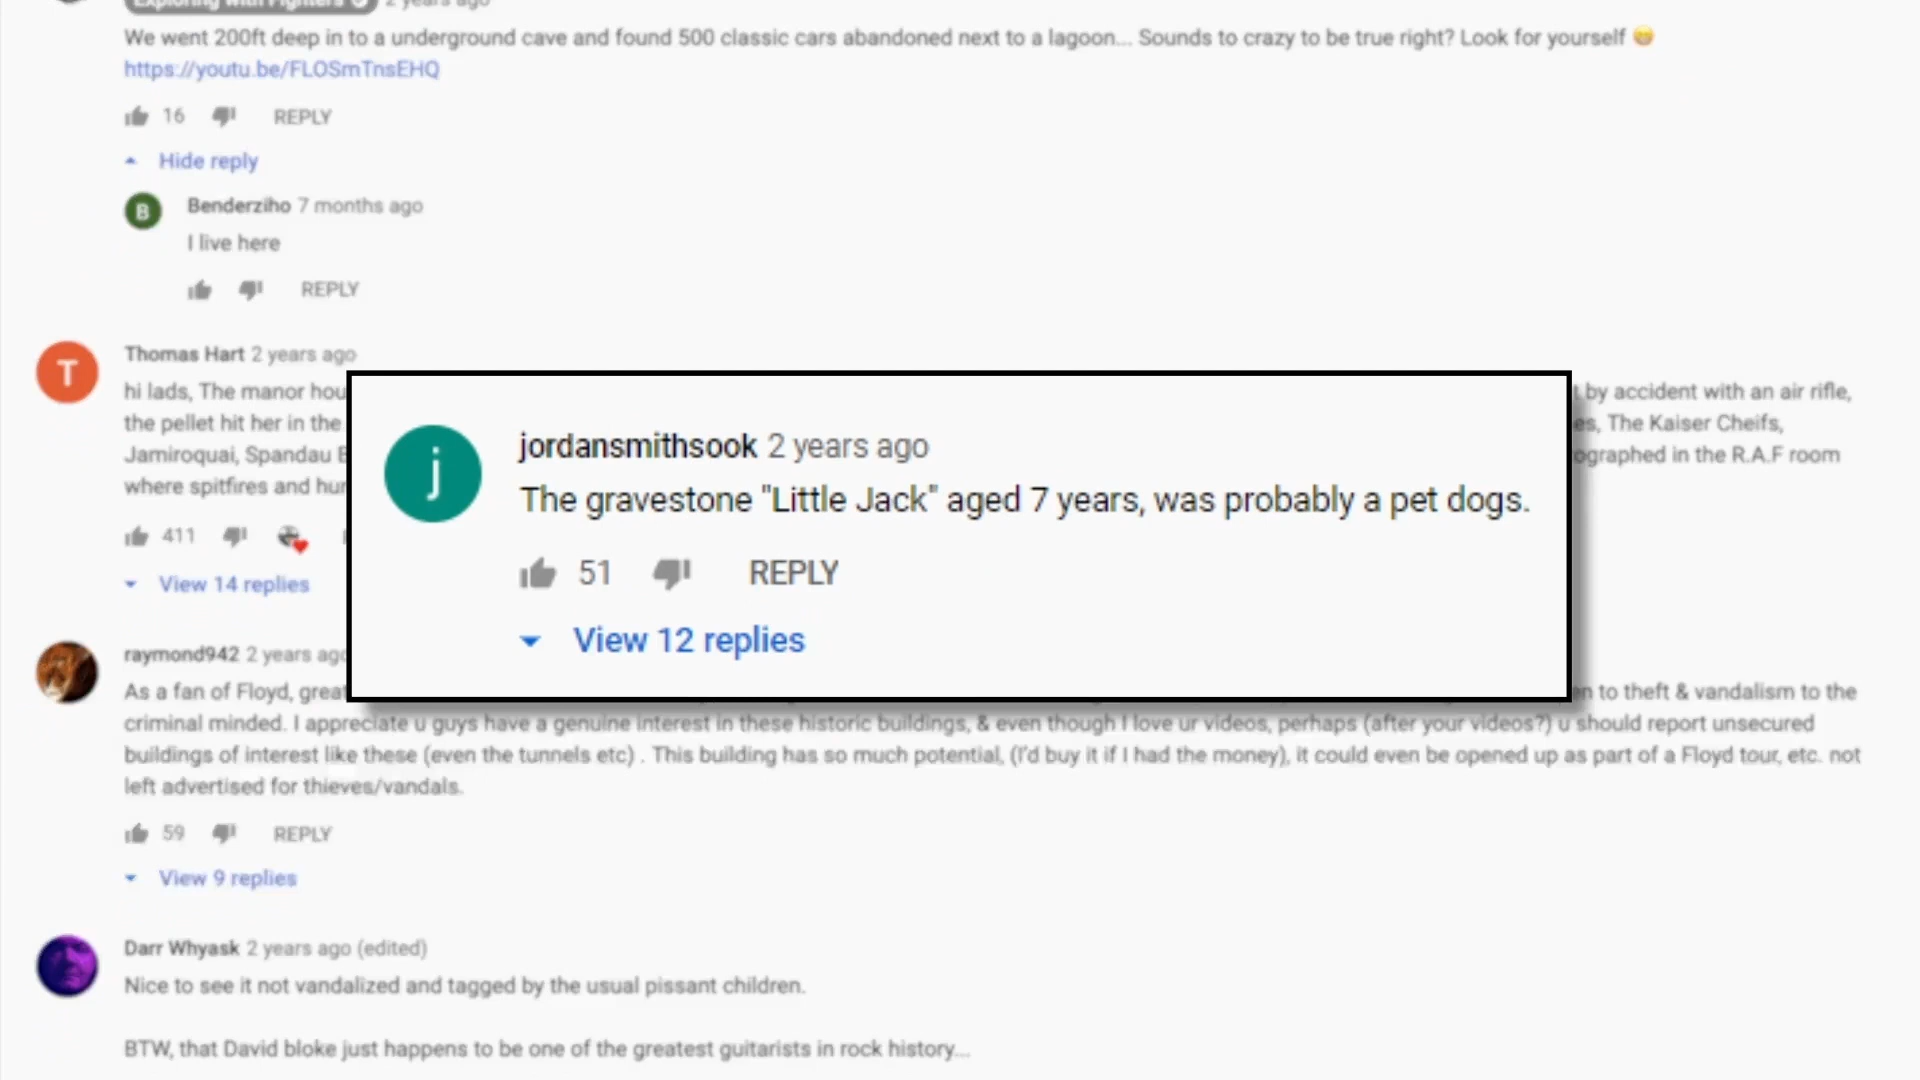 Exploring with Fighters 2 years ago
We went 200ft deep in to a underground cave and found 500 classic cars abandoned next to a lagoon... Sounds to crazy to be true right? Look for yourself 😁
https://youtu.be/FLOSmTnsEHQ
16 REPLY
Hide reply
B
Benderziho 7 months ago
I live here
REPLY
T
Thomas Hart 2 years ago
hi lads, The manor hou
t by accident with an air rifle,
the pellet hit her in the
es, The Kaiser Cheifs,
Jamiroquai, Spandau B
ographed in the R.A.F room
where spitfires and hur
411
View 14 replies
j
jordansmithsook 2 years ago
The gravestone "Little Jack" aged 7 years, was probably a pet dogs.
51 REPLY
View 12 replies
raymond942 2 years ago
As a fan of Floyd, great
en to theft & vandalism to the
criminal minded. I appreciate u guys have a genuine interest in these historic buildings, & even though I love ur videos, perhaps (after your videos?) u should report unsecured
buildings of interest like these (even the tunnels etc) . This building has so much potential, (I'd buy it if I had the money), it could even be opened up as part of a Floyd tour, etc. not
left advertised for thieves/vandals.
59 REPLY
View 9 replies
Darr Whyask 2 years ago (edited)
Nice to see it not vandalized and tagged by the usual pissant children.
BTW, that David bloke just happens to be one of the greatest guitarists in rock history...